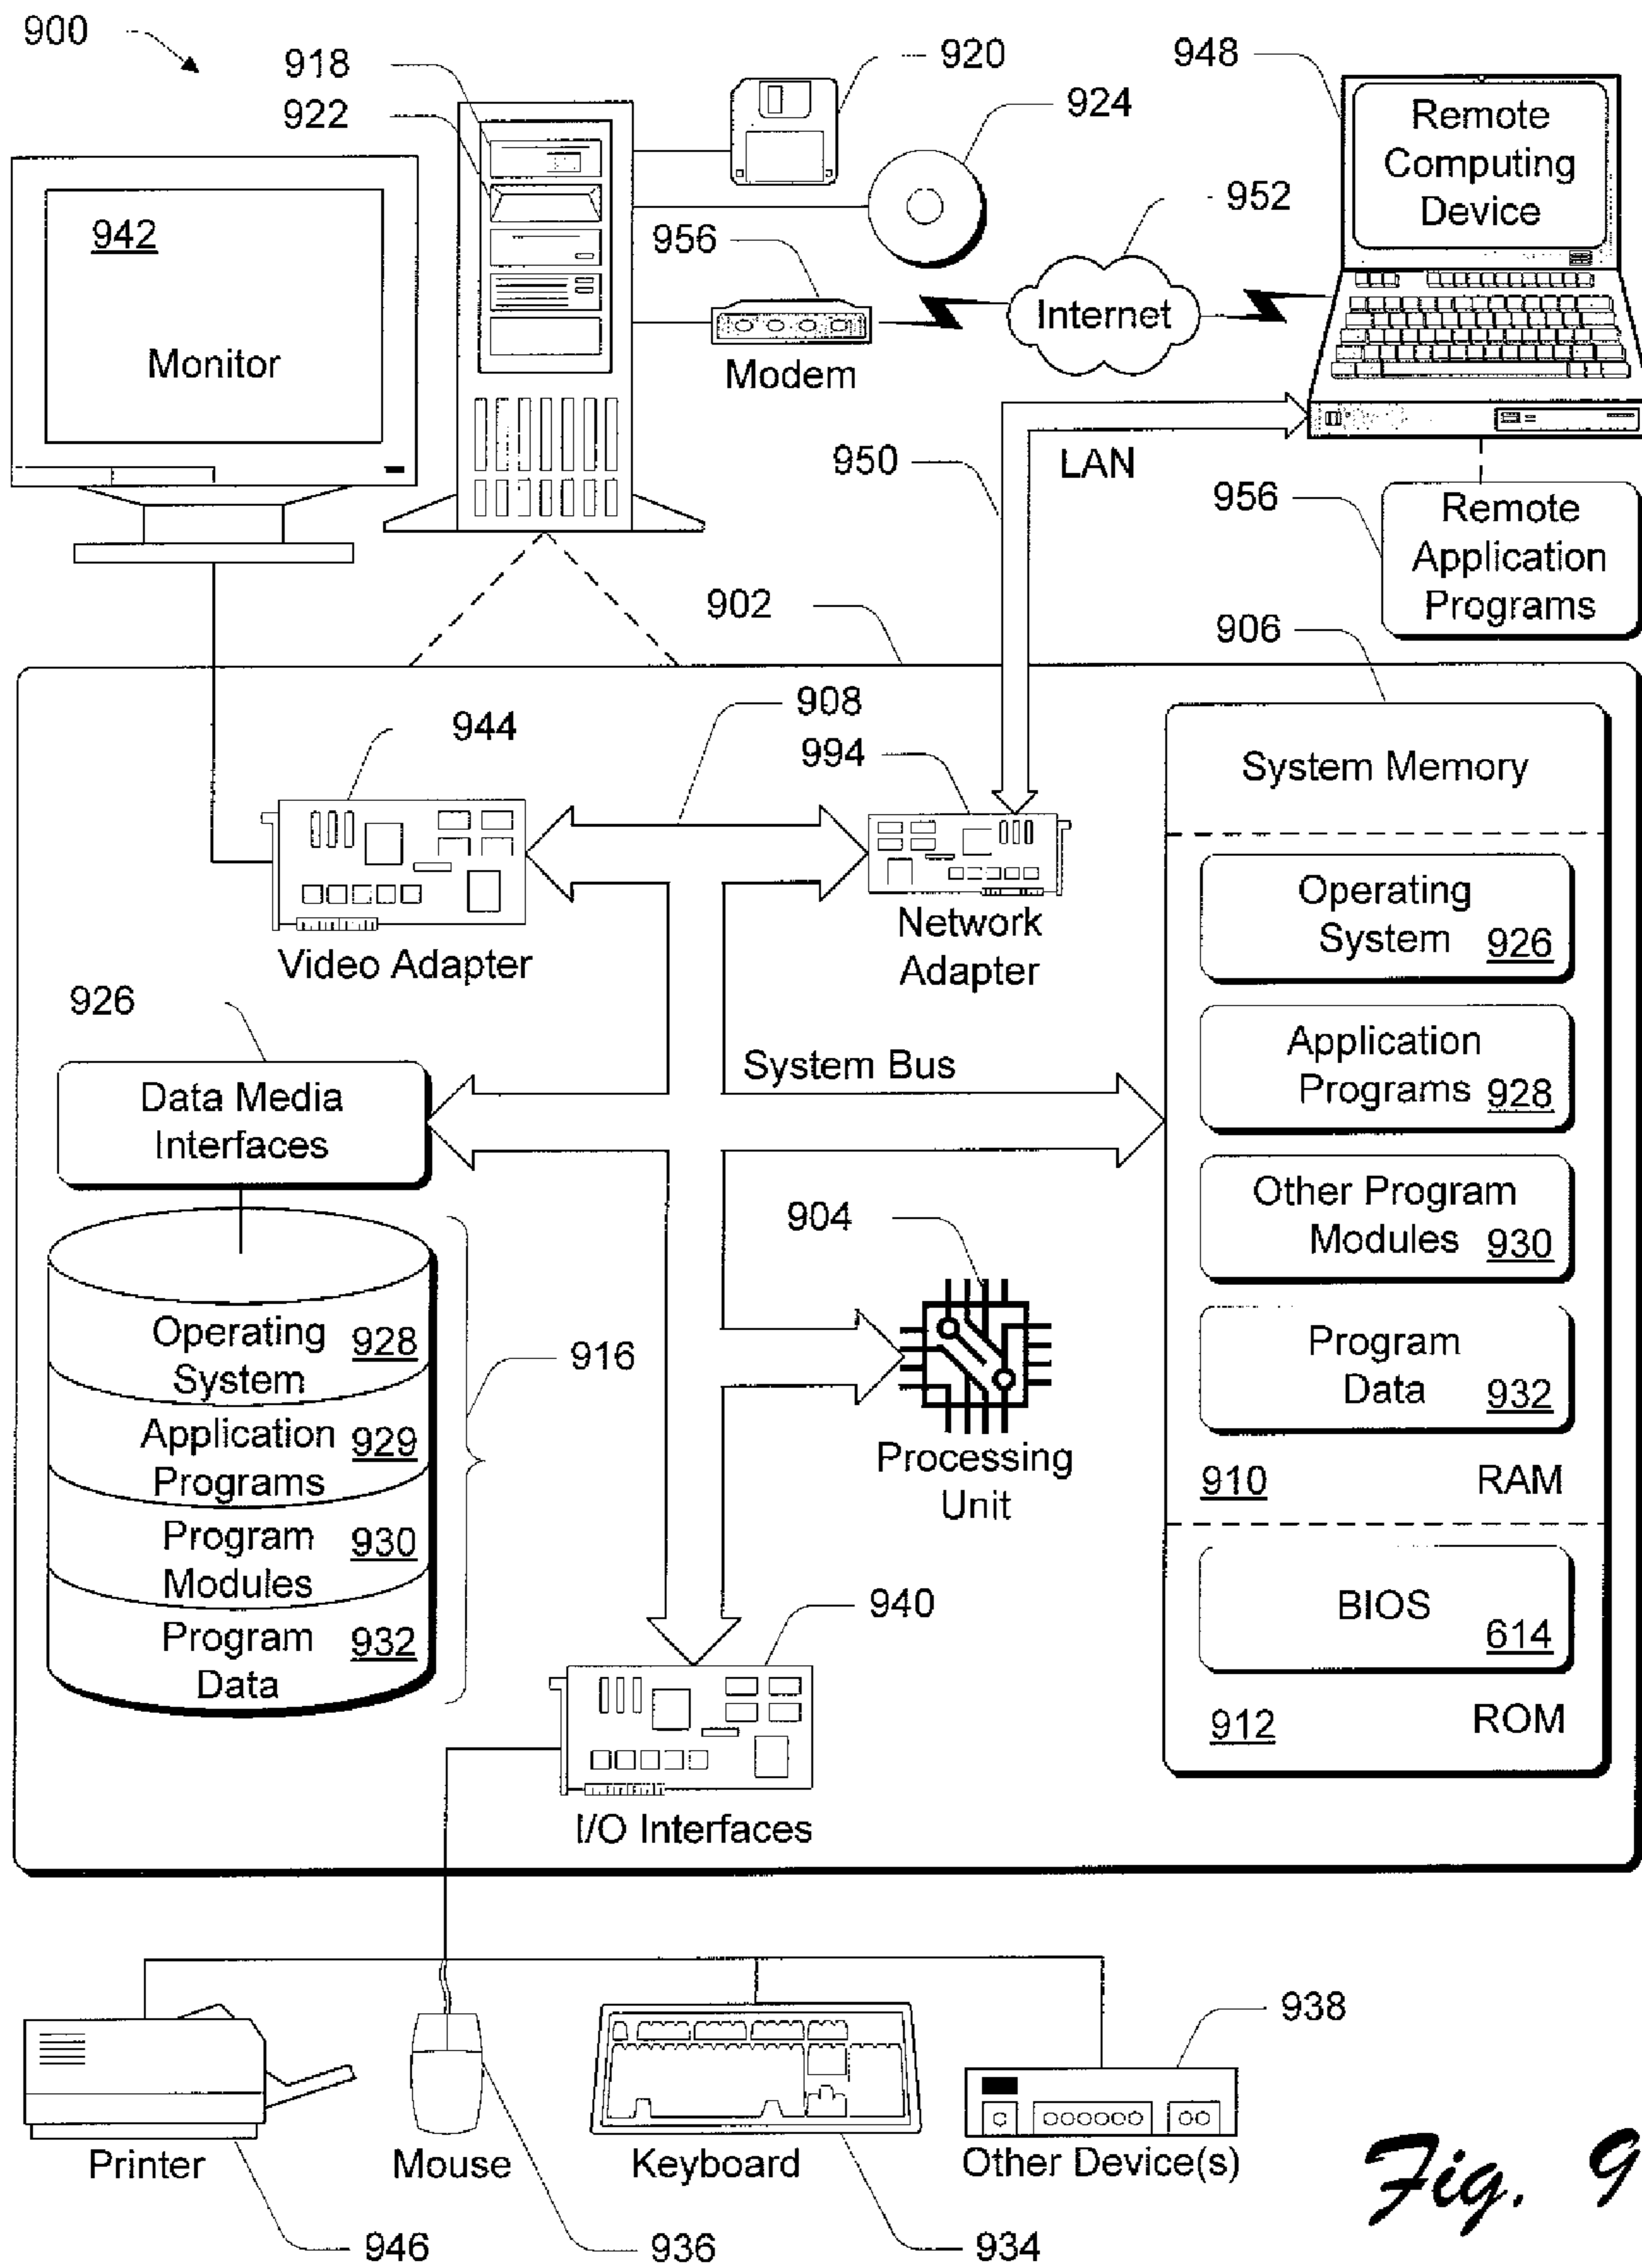 900
918
922
920
924
948
Remote
Computing
Device
942
Monitor
956
Modem
952
Internet
950
LAN
956
Remote
Application
Programs
902
906
908
944
994
Video Adapter
Network
Adapter
System Memory
Operating
System 926
Application
Programs 928
Other Program
Modules 930
Program
Data 932
910 RAM
BIOS
614
912 ROM
926
Data Media
Interfaces
System Bus
904
Processing
Unit
Operating
System 928
Application
Programs 929
Program
Modules 930
Program
Data 932
916
940
I/O Interfaces
Printer
946
Mouse
936
Keyboard
934
938
Other Device(s)
Fig. 9